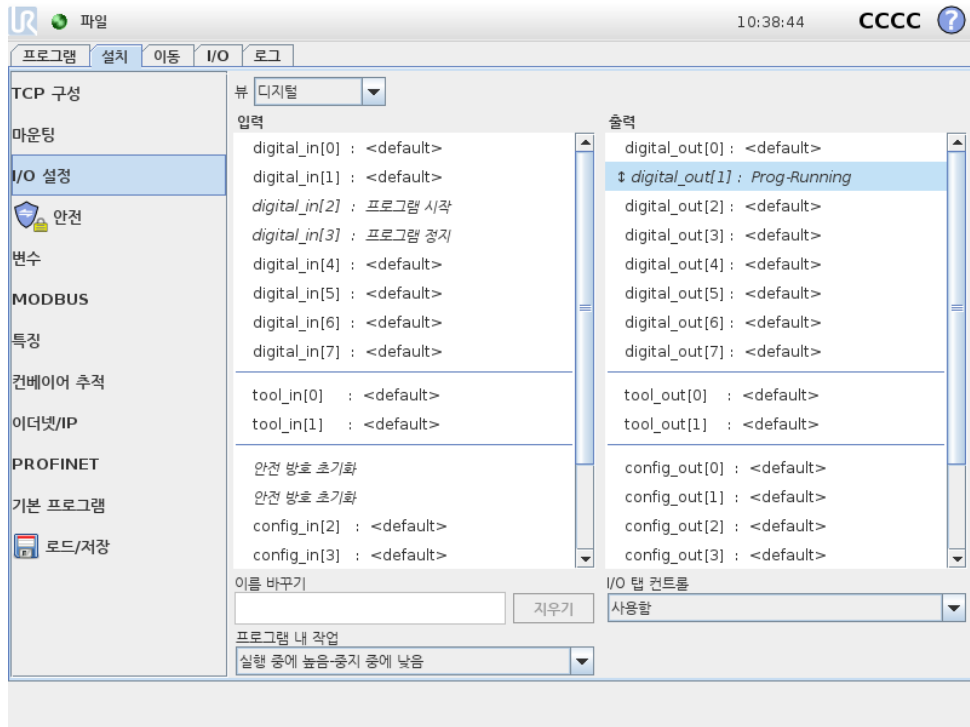 UR 파일 10:38:44 CCCC ?
프로그램 설치 이동 I/O 로그
TCP 구성
마운팅
I/O 설정
안전
변수
MODBUS
특징
컨베이어 추적
이더넷/IP
PROFINET
기본 프로그램
로드/저장
뷰 디지털
입력
digital_in[0] : <default>
digital_in[1] : <default>
digital_in[2] : 프로그램 시작
digital_in[3] : 프로그램 정지
digital_in[4] : <default>
digital_in[5] : <default>
digital_in[6] : <default>
digital_in[7] : <default>
tool_in[0] : <default>
tool_in[1] : <default>
안전 방호 초기화
안전 방호 초기화
config_in[2] : <default>
config_in[3] : <default>
출력
digital_out[0] : <default>
↕ digital_out[1] : Prog-Running
digital_out[2] : <default>
digital_out[3] : <default>
digital_out[4] : <default>
digital_out[5] : <default>
digital_out[6] : <default>
digital_out[7] : <default>
tool_out[0] : <default>
tool_out[1] : <default>
config_out[0] : <default>
config_out[1] : <default>
config_out[2] : <default>
config_out[3] : <default>
이름 바꾸기
지우기
프로그램 내 작업
실행 중에 높음-중지 중에 낮음
I/O 탭 컨트롤
사용함